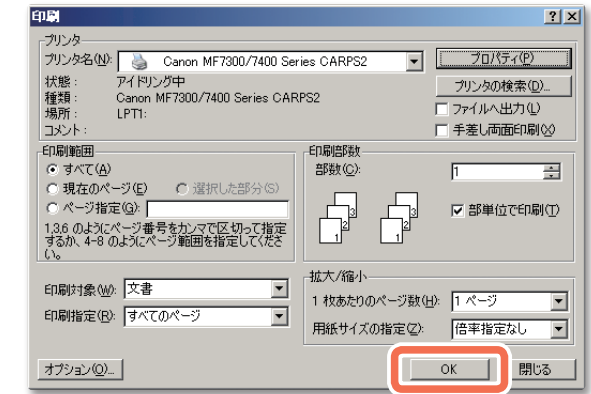 印刷
プリンタ
プリンタ名(N): Canon MF7300/7400 Series CARPS2 プロパティ(P)
状態: アイドリング中 プリンタの検索(D)...
種類: Canon MF7300/7400 Series CARPS2
場所: LPT1: ファイルへ出力(L)
コメント: 手差し両面印刷(X)
印刷範囲
すべて(A)
現在のページ(E) 選択した部分(S)
ページ指定(G):
1,3,6 のようにページ番号をカンマで区切って指定
するか、4-8 のようにページ範囲を指定してくださ
い。
印刷部数
部数(C): 1
1 2 3 1 2 3 部単位で印刷(T)
印刷対象(W): 文書
印刷指定(R): すべてのページ
拡大/縮小
1 枚あたりのページ数(H): 1 ページ
用紙サイズの指定(Z): 倍率指定なし
オプション(O)... OK 閉じる